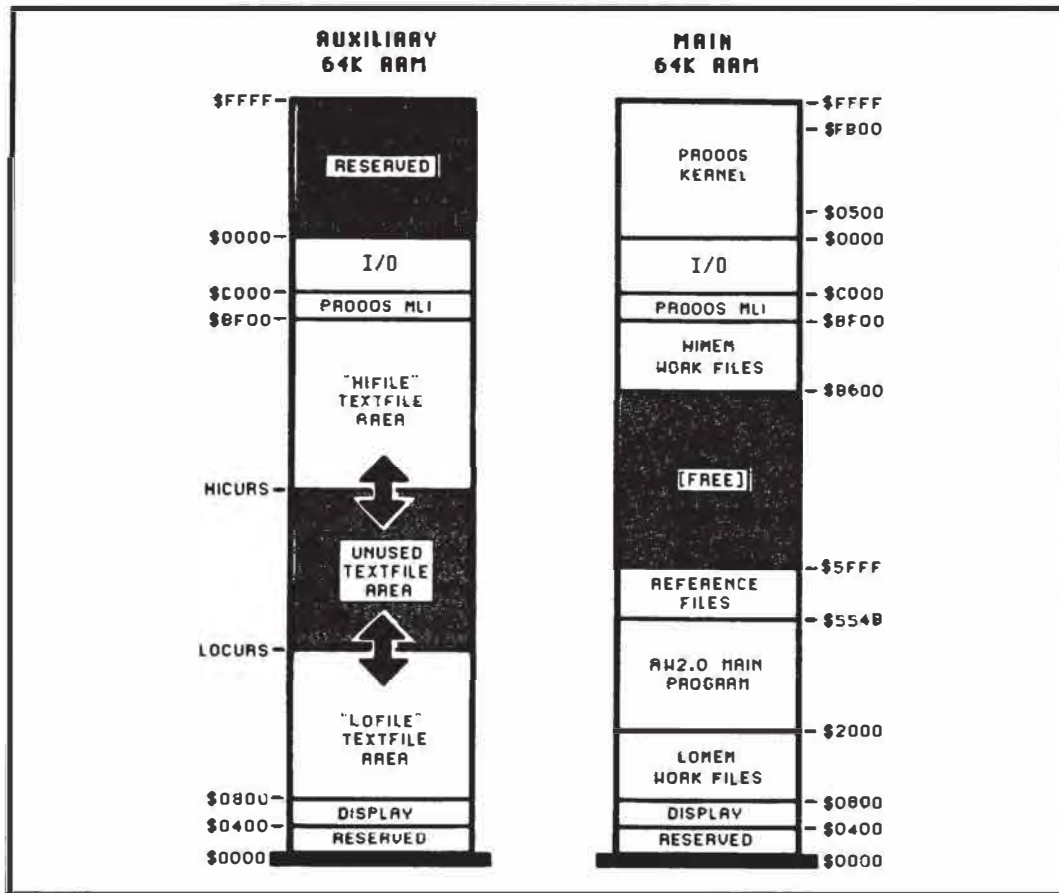 AUXILIARY
64K RAM
$FFFF
RESERVED
$D000
I/O
$C000
PRODOS MLI
$BF00
"HIFILE"
TEXTFILE
AREA
HICURS
UNUSED
TEXTFILE
AREA
LOCURS
"LOFILE"
TEXTFILE
AREA
$0800
DISPLAY
$0400
RESERVED
$0000
MAIN
64K RAM
$FFFF
$FB00
PRODOS
KERNEL
$D500
$D000
I/O
$C000
PRODOS MLI
$BF00
HIMEM
WORK FILES
$B600
[FREE]
$5FFF
REFERENCE
FILES
$554B
AW2.0 MAIN
PROGRAM
$2000
LOMEM
WORK FILES
$0800
DISPLAY
$0400
RESERVED
$0000